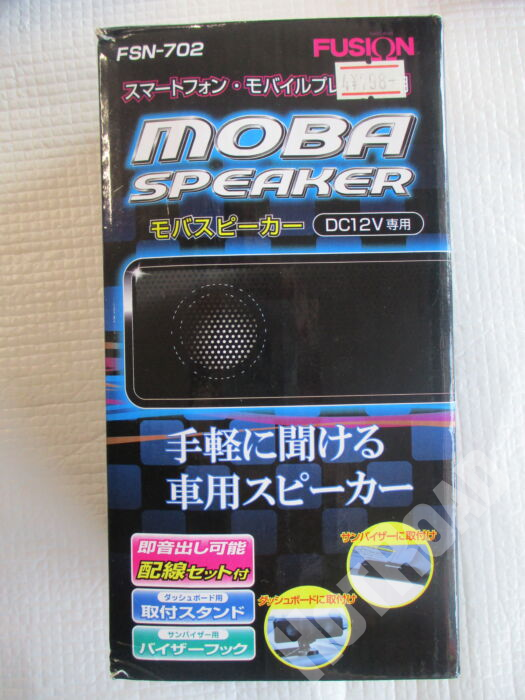 FSN-702
FUSION
スマートフォン・モバイルプレ
用
MOBA
SPEAKER
モバスピーカー
DC12V専用
手軽に聞ける
車用スピーカー
サンバイザーに取付け
即音出し可能
配線セット付
ダッシュボード用
取付スタンド
サンバイザー用
バイザーフック
ダッシュボードに取付け